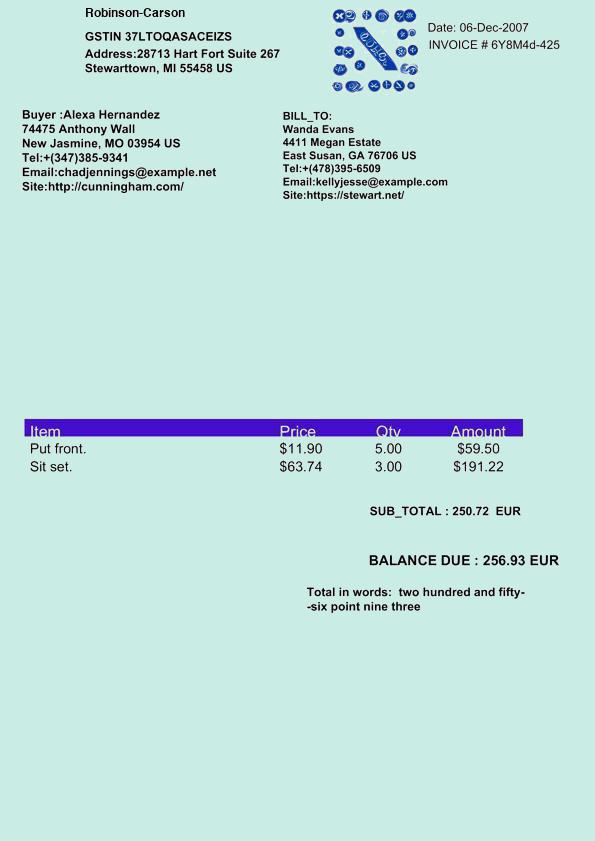 Robinson-Carson
GSTIN 37LTOQASACEIZS
Address:28713 Hart Fort Suite 267
Stewarttown, MI 55458 US
Date: 06-Dec-2007
INVOICE # 6Y8M4d-425
Buyer :Alexa Hernandez
74475 Anthony Wall
New Jasmine, MO 03954 US
Tel:+(347)385-9341
Email:chadjennings@example.net
Site:http://cunningham.com/
BILL_TO:
Wanda Evans
4411 Megan Estate
East Susan, GA 76706 US
Tel:+(478)395-6509
Email:kellyjesse@example.com
Site:https://stewart.net/
Item Price Qty Amount
Put front. $11.90 5.00 $59.50
Sit set. $63.74 3.00 $191.22
SUB_TOTAL : 250.72 EUR
BALANCE DUE : 256.93 EUR
Total in words: two hundred and fifty-
-six point nine three